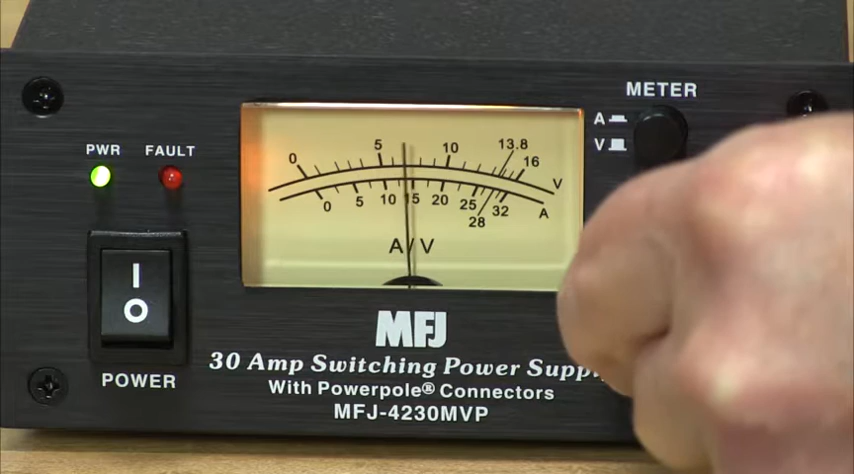 METER
A
V
PWR FAULT
0 5 10 13.8 16 V
0 5 10 15 20 25 28 32 A
A/V
I
O
POWER
MFJ
30 Amp Switching Power
With Powerpole® Connectors
MFJ-4230MVP